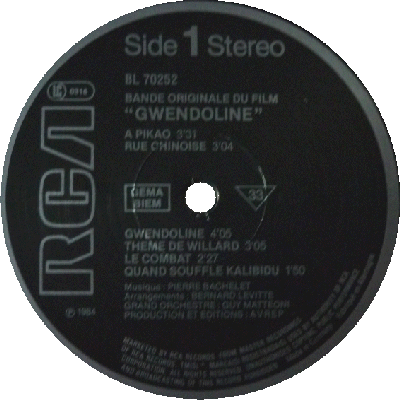 Side 1 Stereo
LC 0316
BL 70252
BANDE ORIGINALE DU FILM
"GWENDOLINE"
A PIKAO 3'31
RUE CHINOISE 3'04
RCA
GEMA
BIEM
33
GWENDOLINE 4'05
THEME DE WILLARD 3'05
LE COMBAT 2'27
QUAND SOUFFLE KALIBIDU 1'50
Musique : PIERRE BACHELET
Arrangements : BERNARD LEVITTE
GRAND ORCHESTRE : GUY MATTEONI
PRODUCTION ET EDITIONS : AVREP
℗ 1984